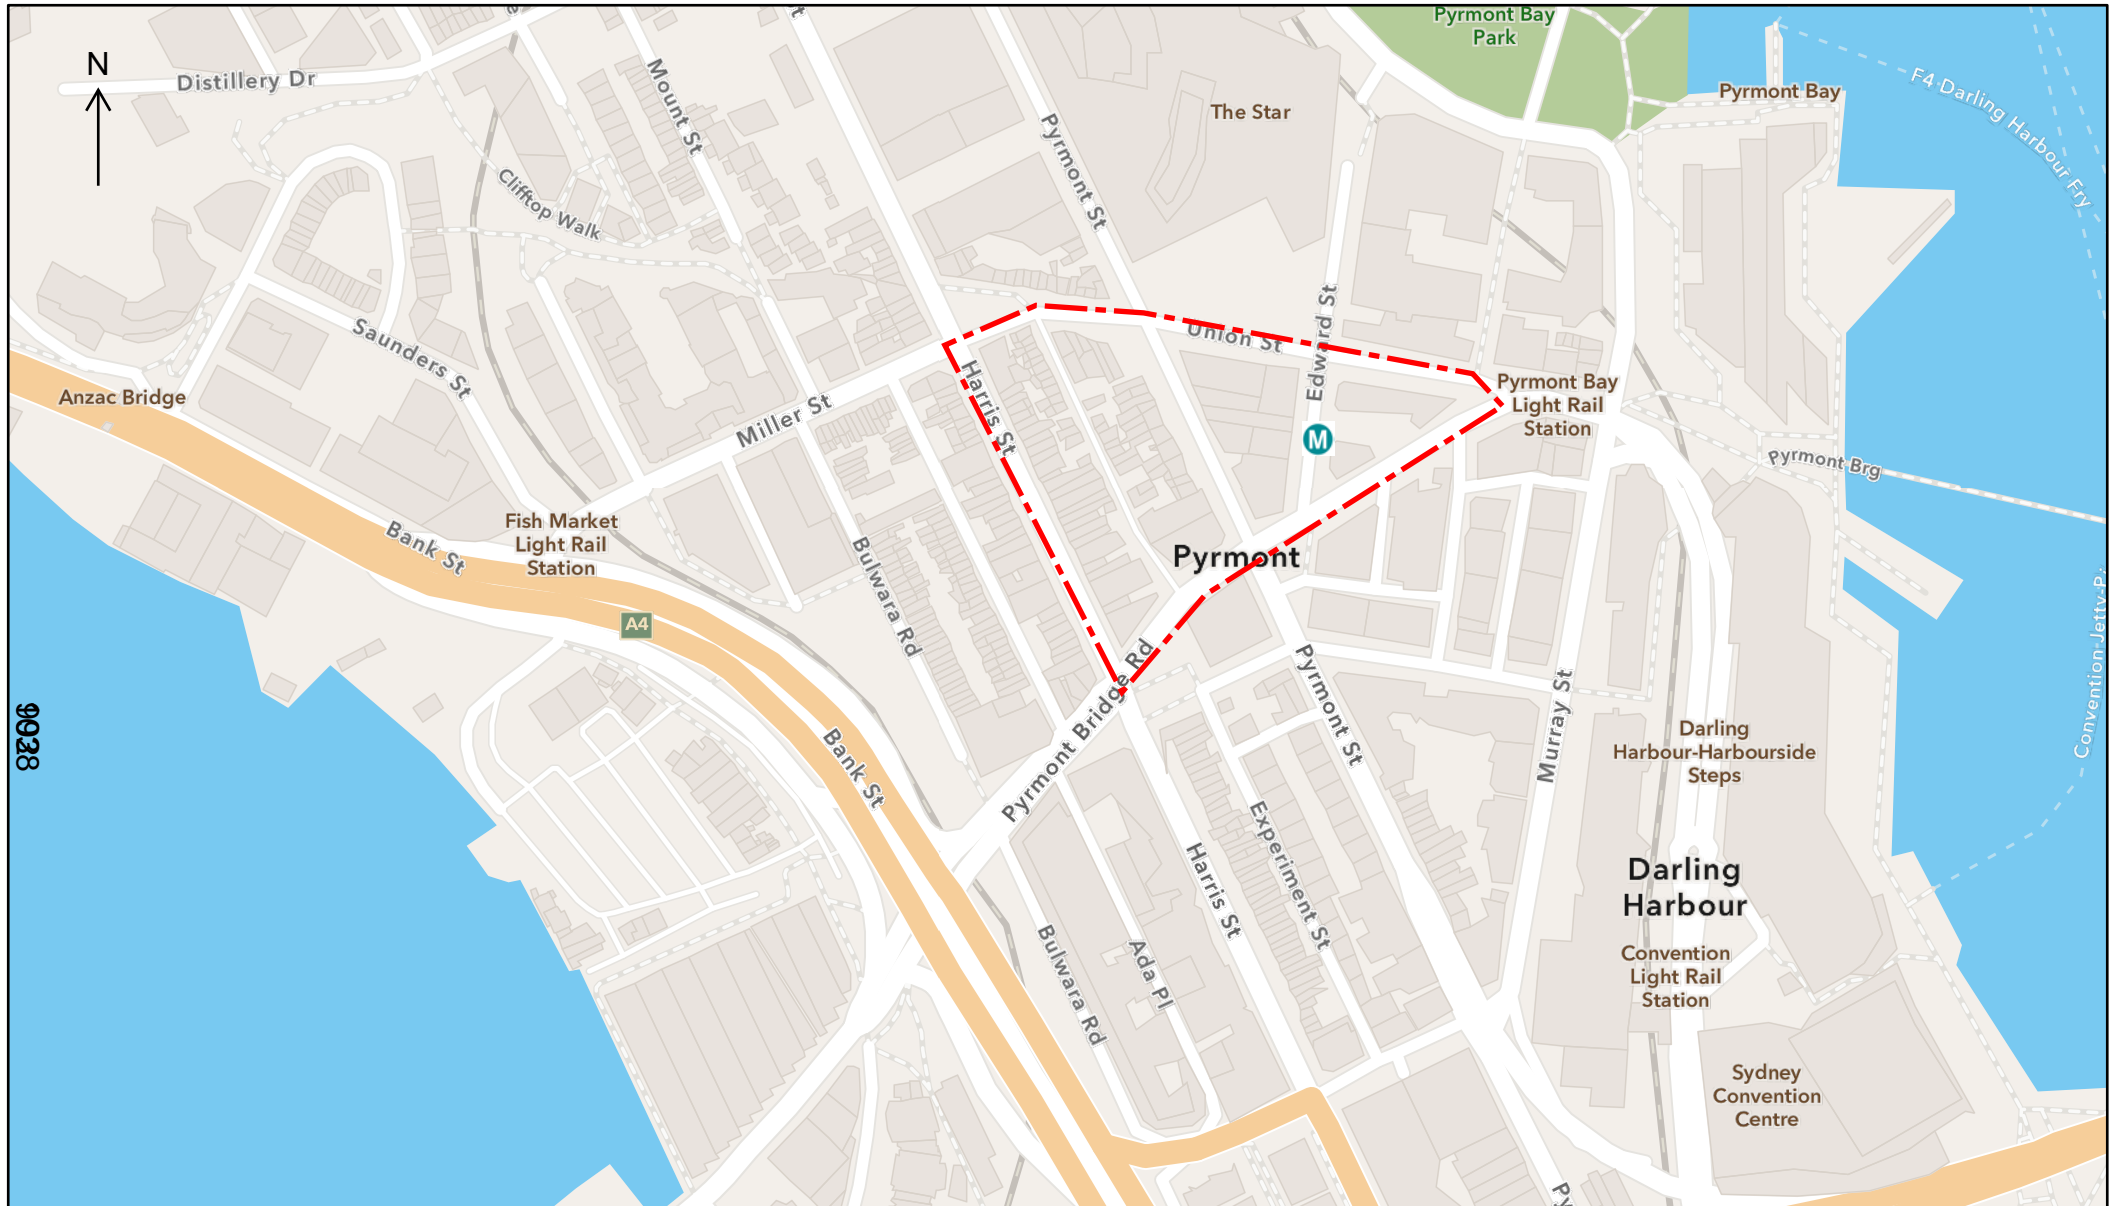 Pyrmont Bay
Park
N
Distillery Dr
Mount St
The Star
Pyrmont Bay
F4 Darling Harbour Fry
Pyrmont St
Clifftop Walk
Saunders St
Union St
Edward St
Anzac Bridge
Harris St
Miller St
Pyrmont Bay
Light Rail
Station
M
Pyrmont Brg
Fish Market
Light Rail
Station
Bank St
Bulwara Rd
Pyrmont
A4
Pyrmont Bridge Rd
Pyrmont St
Murray St
Convention Jetty-P
Darling
Harbour-Harbourside
Steps
Bank St
Experiment St
Harris St
Darling
Harbour
Bulwara Rd
Ada Pl
Convention
Light Rail
Station
Sydney
Convention
Centre
Py